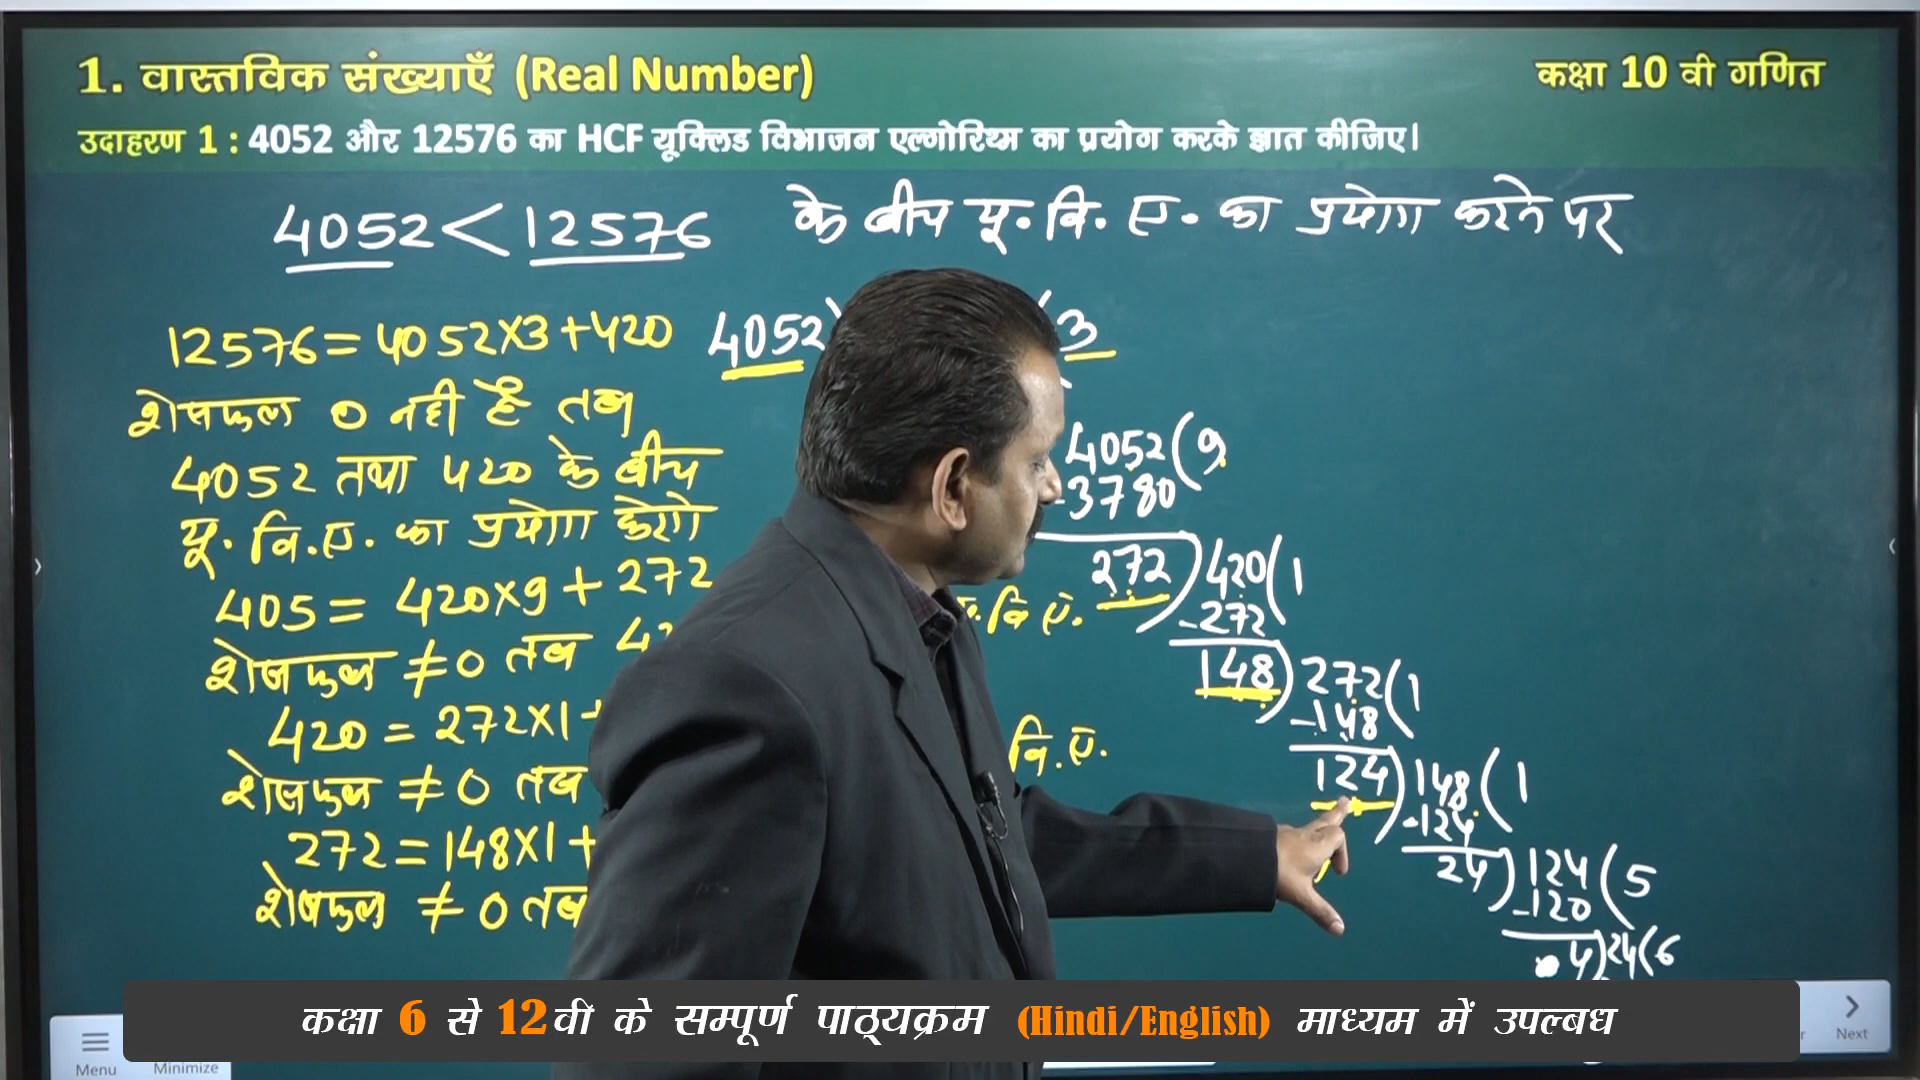 1. वास्तविक संख्याएँ (Real Number)
कक्षा 10 वी गणित
उदाहरण 1 : 4052 और 12576 का HCF यूक्लिड विभाजन एल्गोरिथ्म का प्रयोग करके ज्ञात कीजिए।
4052 < 12576 के बीच यू. वि. ए. का प्रयोग करने पर
12576 = 4052×3+420
शेषफल 0 नही है तब
4052 तथा 420 के बीच
यू. वि. ए. का प्रयोग करेगे
405 = 420×9 + 272
शेषफल ≠ 0 तब
420 = 272×1+
वि. ए.
शेषफल ≠ 0 तब
वि. ए.
272 = 148×1 +
शेषफल ≠ 0 तब
4052) (3
4052(9
-3780
272)420(1
-272
148)272(1
-148
124)148(1
-124
24)124(5
-120
4)24(6
कक्षा 6 से 12वीं के सम्पूर्ण पाठ्यक्रम (Hindi/English) माध्यम में उपल्बध
Menu
Minimize
Next